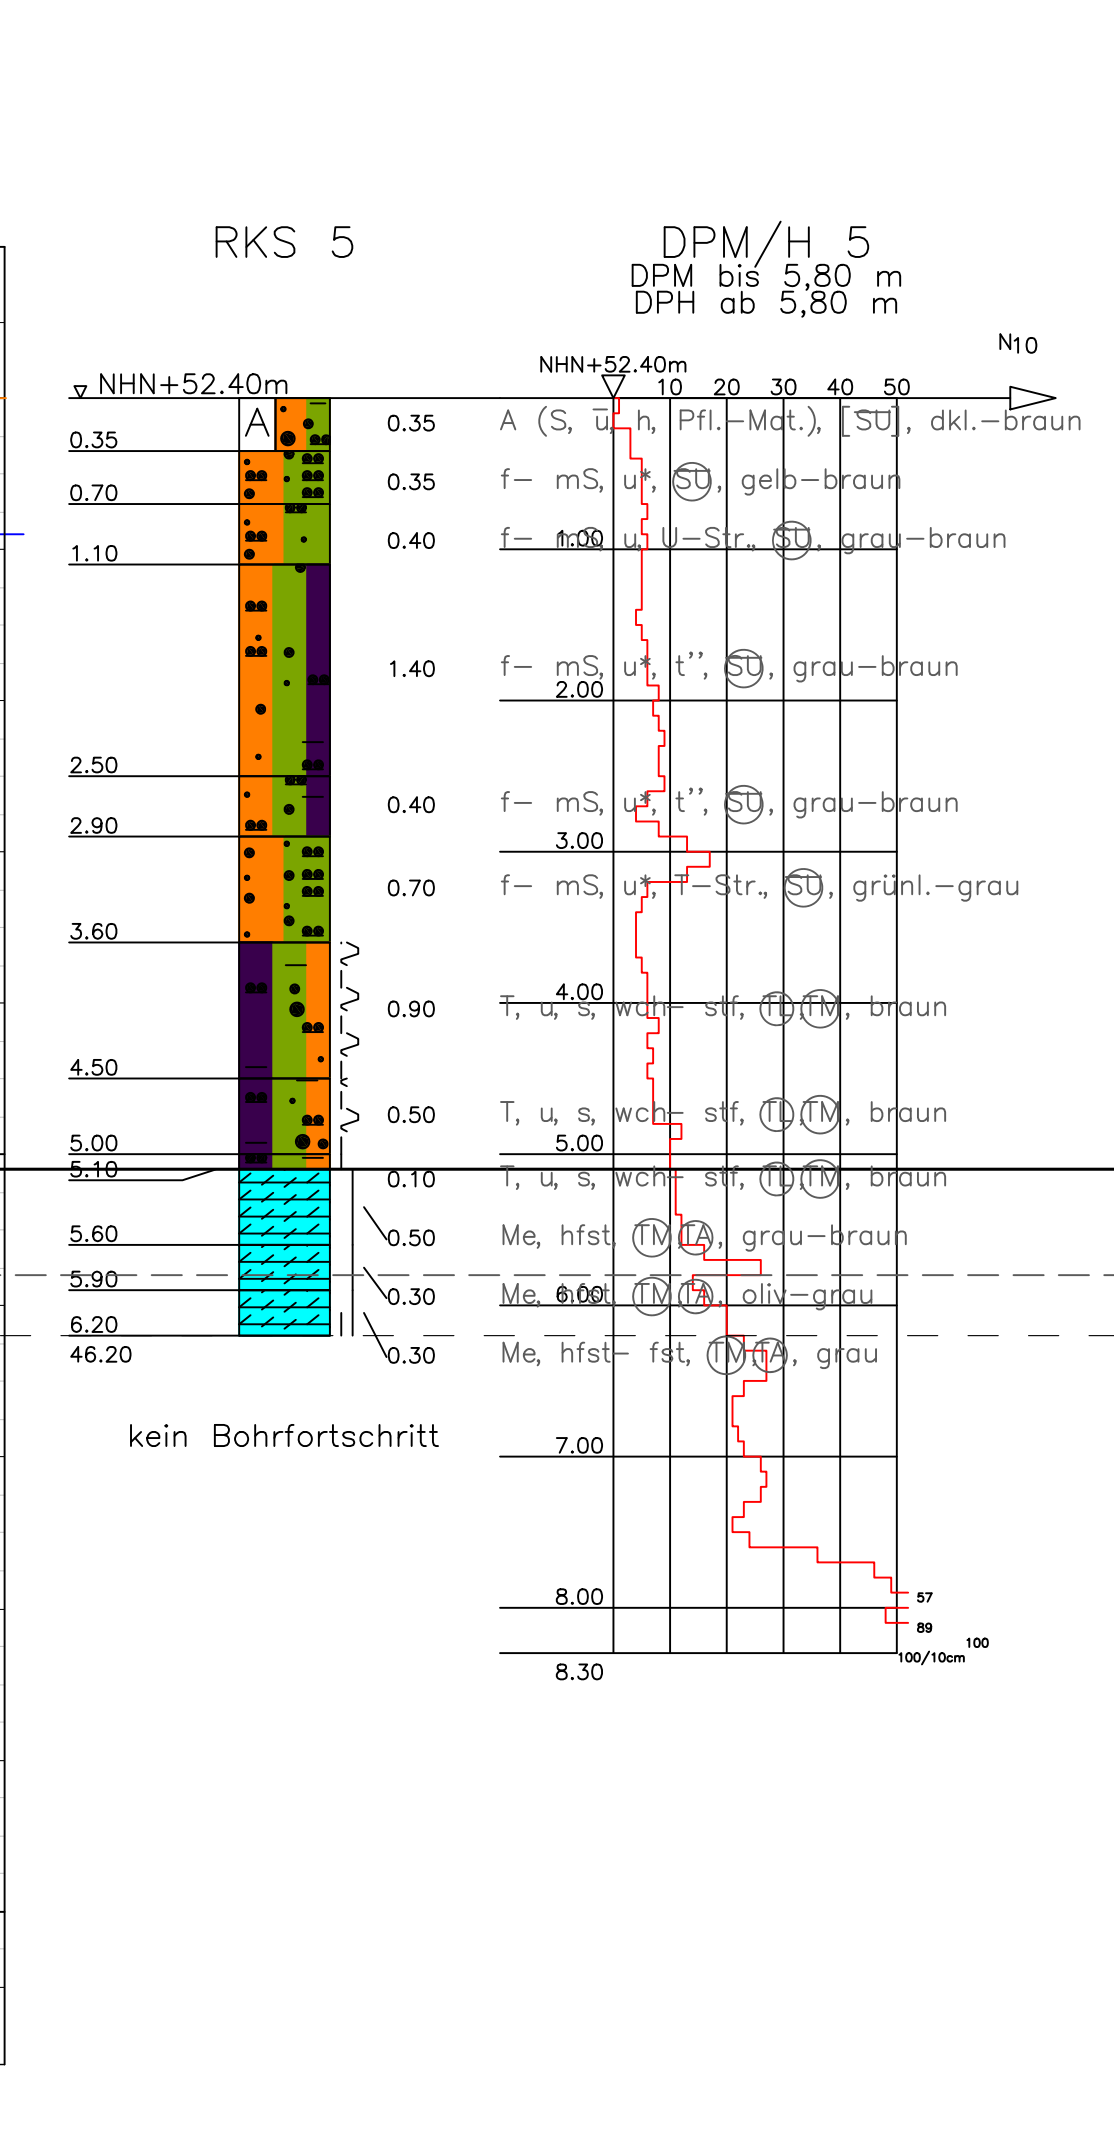 RKS 5
DPM/H 5
DPM bis 5,80 m
DPH ab 5,80 m
N10
NHN+52.40m
NHN+52.40m
10 20 30 40 50
A
0.35
0.35
A (S, ū, h, Pfl.-Mat.), [S̅U̅], dkl.-braun
0.70
0.35
f- mS, u*, S̅U̅, gelb-braun
1.10
0.40
f- mS, u, U-Str., S̅U̅, grau-braun
1.00
2.50
1.40
f- mS, u*, t'', S̅U̅, grau-braun
2.00
2.90
0.40
f- mS, u*, t'', S̅U̅, grau-braun
3.00
3.60
0.70
f- mS, u*, T-Str., S̅U̅, grünl.-grau
4.50
0.90
4.00
T, u, s, wch- stf, TL,TM, braun
5.00
0.50
T, u, s, wch- stf, TL,TM, braun
5.00
5.10
0.10
T, u, s, wch- stf, TL,TM, braun
5.60
0.50
Me, hfst, TM,TA, grau-braun
5.90
0.30
Me, hfst, TM,TA, oliv-grau
6.00
6.20
46.20
0.30
Me, hfst- fst, TM,TA, grau
kein Bohrfortschritt
7.00
8.00
57
89
100
100/10cm
8.30